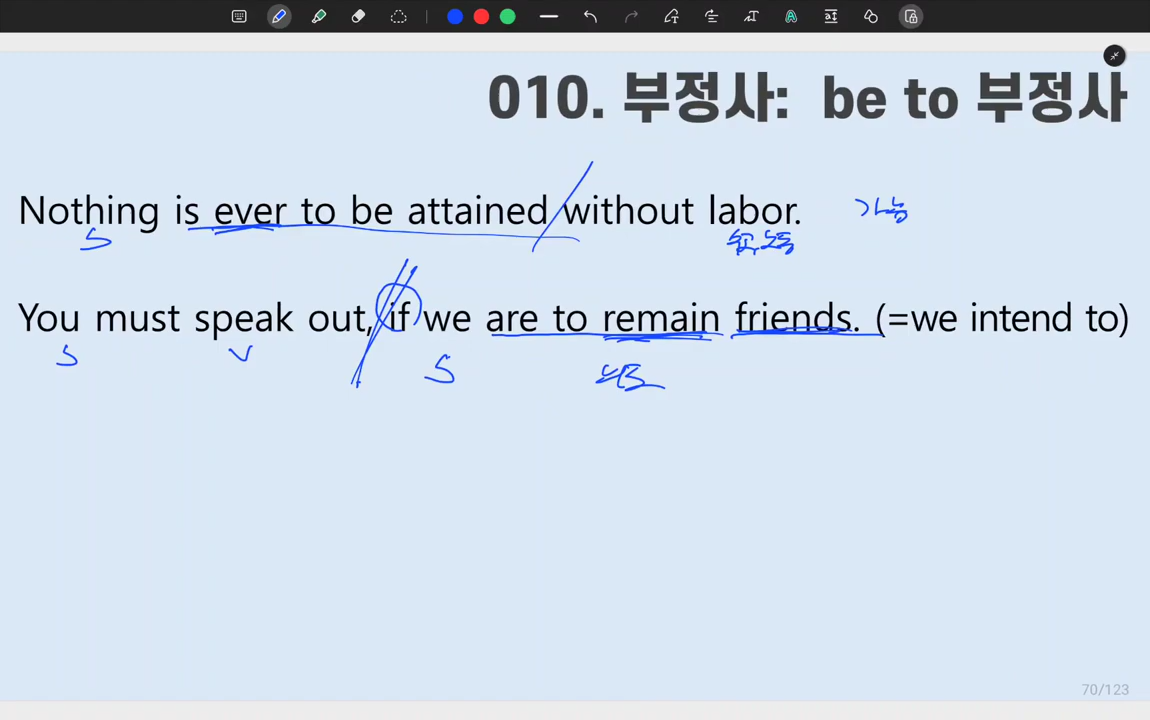 010. 부정사: be to 부정사
Nothing is ever to be attained without labor. 가능
S
You must speak out, if we are to remain friends. (=we intend to)
S V S
70/123